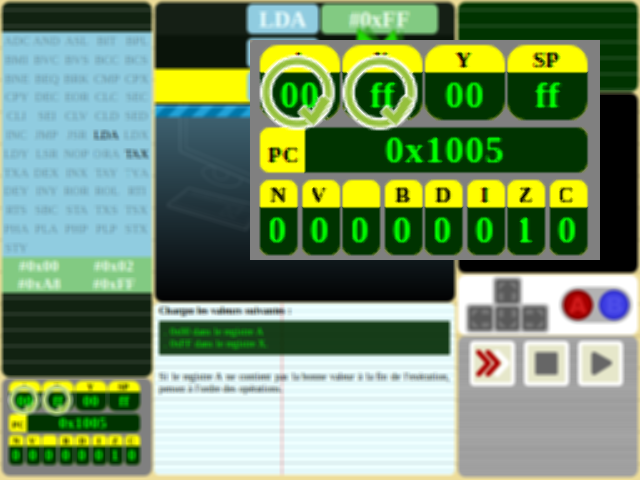 LDA #0xFF
ADC AND ASL BIT BPL
BMI BVC BVS BCC BCS
BNE BEQ BRK CMP CPX
CPY DEC EOR CLC SEC
CLI SEI CLV CLD SED
INC JMP JSR LDA LDX
LDY LSR NOP ORA TAX
TXA DEX INX TAY TYA
DEY INY ROR ROL RTI
RTS SBC STA TXS TSX
PHA PLA PHP PLP STX
STY
#0x00 #0x02
#0xA8 #0xFF
Y SP
00 ff 00 ff
PC 0x1005
N V B D I Z C
0 0 0 0 0 0 1 0
Charger les valeurs suivantes :
0x00 dans le registre A
0xFF dans le registre X.
Si le registre A ne contient pas la bonne valeur à la fin de l'exécution,
pensez à l'ordre des opérations.
A B
Y SP
00 ff 00 ff
PC 0x1005
N V B D I Z C
0 0 0 0 0 0 1 0